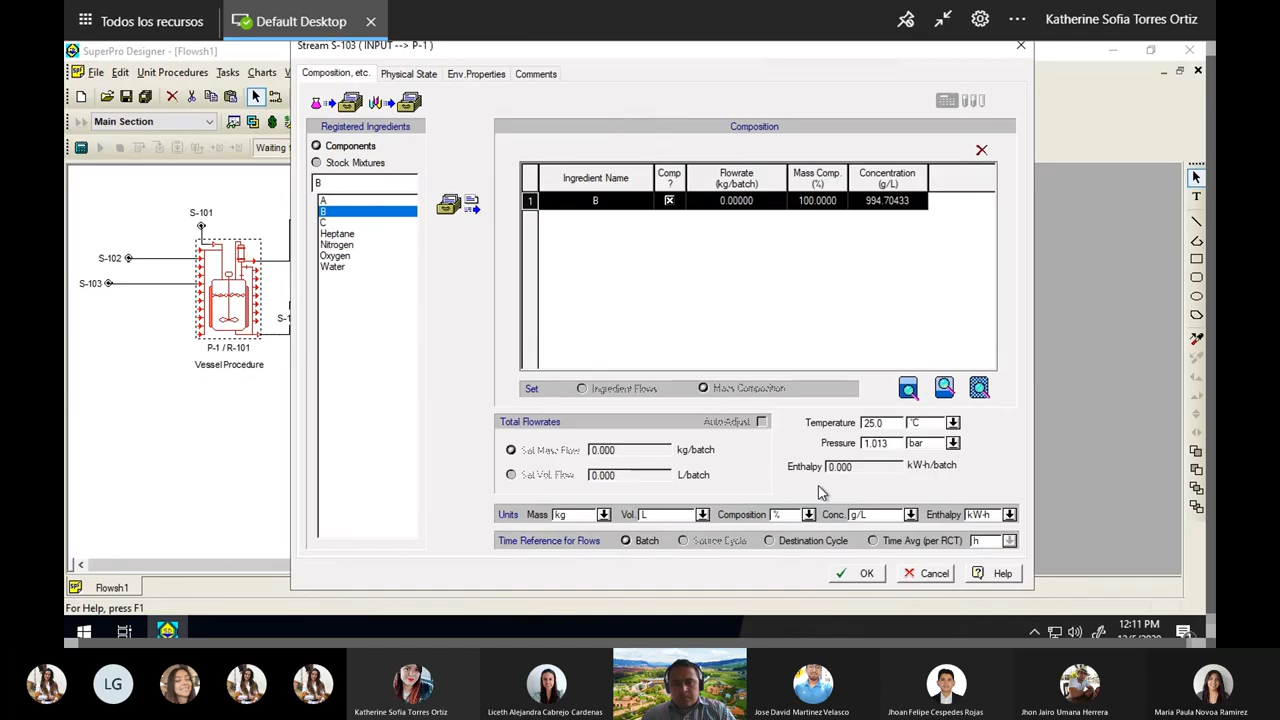 Todos los recursos
Default Desktop
Katherine Sofia Torres Ortiz
SuperPro Designer - [Flowsh1]
Stream S-103 ( INPUT --> P-1 )
File Edit Unit Procedures Tasks Charts
Main Section
Waiting
Composition, etc. Physical State Env.Properties Comments
Registered Ingredients
Components
Stock Mixtures
B
A
B
C
Heptane
Nitrogen
Oxygen
Water
Composition
Ingredient Name
Comp ?
Flowrate (kg/batch)
Mass Comp. (%)
Concentration (g/L)
1 B 0.00000 100.0000 994.70433
Set Ingredient Flows Mass Composition
Total Flowrates Auto Adjust
Set Mass Flow 0.000 kg/batch
Set Vol. Flow 0.000 L/batch
Temperature 25.0 °C
Pressure 1.013 bar
Enthalpy 0.000 kW-h/batch
Units Mass kg Vol. L Composition % Conc. g/L Enthalpy kW-h
Time Reference for Flows Batch Source Cycle Destination Cycle Time Avg (per RCT) h
OK Cancel Help
S-101
S-102
S-103
P-1 / R-101
Vessel Procedure
Flowsh1
For Help, press F1
12:11 PM
LG
Katherine Sofia Torres Ortiz
Liceth Alejandra Cabrejo Cardenas
Jose David Martinez Velasco
Jhoan Felipe Cespedes Rojas
Jhon Jairo Umana Herrera
Maria Paula Novoa Ramirez